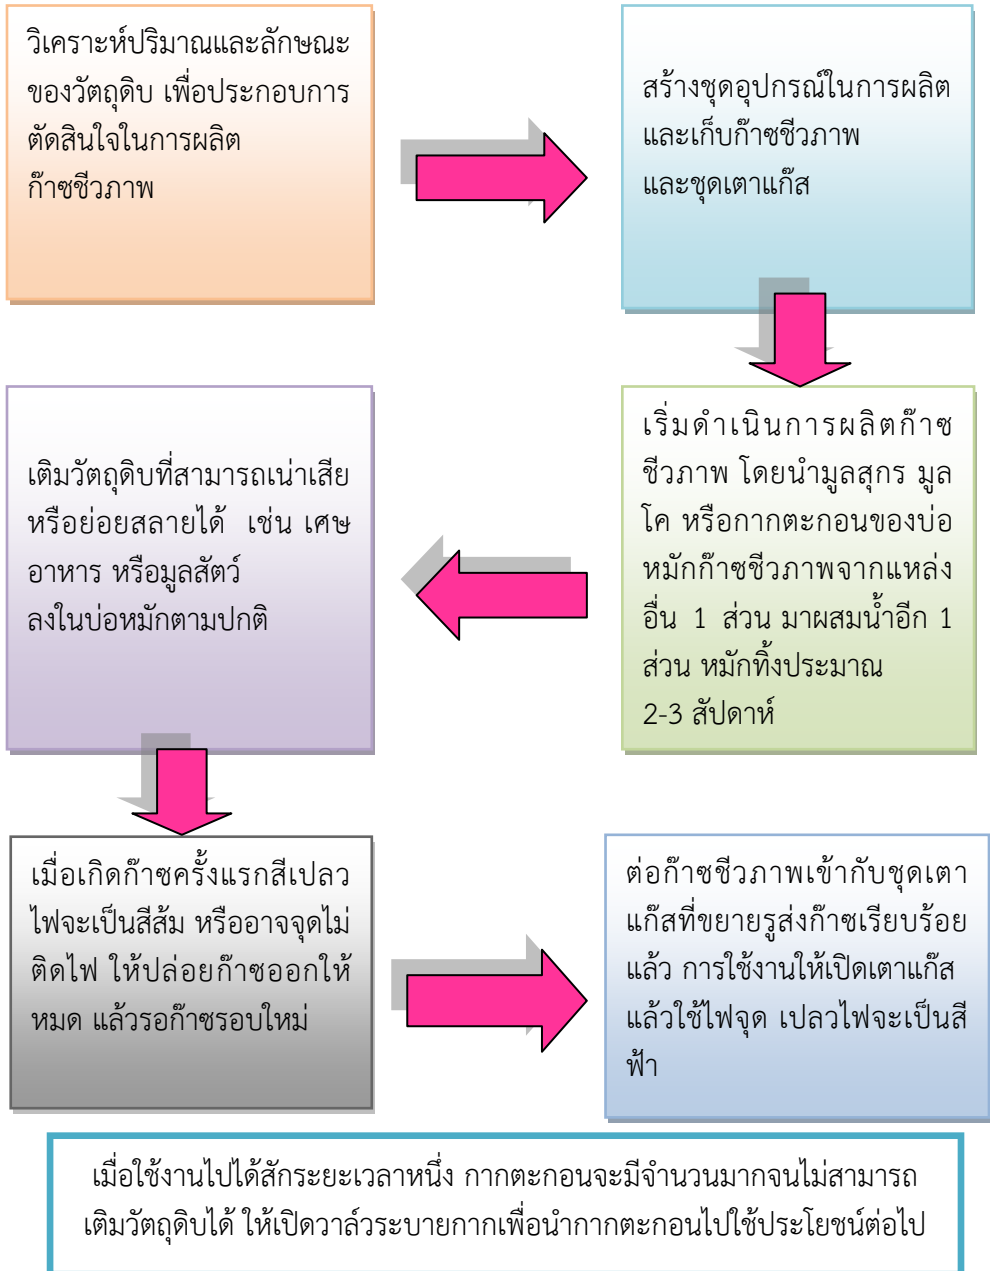 วิเคราะห์ปริมาณและลักษณะ
ของวัตถุดิบ เพื่อประกอบการ
ตัดสินใจในการผลิต
ก๊าซชีวภาพ
สร้างชุดอุปกรณ์ในการผลิต
และเก็บก๊าซชีวภาพ
และชุดเตาแก๊ส
เริ่มดำเนินการผลิตก๊าซ
ชีวภาพ โดยนำมูลสุกร มูล
โค หรือกากตะกอนของบ่อ
หมักก๊าซชีวภาพจากแหล่ง
อื่น 1 ส่วน มาผสมน้ำอีก 1
ส่วน หมักทิ้งประมาณ
2-3 สัปดาห์
เติมวัตถุดิบที่สามารถเน่าเสีย
หรือย่อยสลายได้ เช่น เศษ
อาหาร หรือมูลสัตว์
ลงในบ่อหมักตามปกติ
เมื่อเกิดก๊าซครั้งแรกสีเปลว
ไฟจะเป็นสีส้ม หรืออาจจุดไม่
ติดไฟ ให้ปล่อยก๊าซออกให้
หมด แล้วรอก๊าซรอบใหม่
ต่อก๊าซชีวภาพเข้ากับชุดเตา
แก๊สที่ขยายรูส่งก๊าซเรียบร้อย
แล้ว การใช้งานให้เปิดเตาแก๊ส
แล้วใช้ไฟจุด เปลวไฟจะเป็นสี
ฟ้า
เมื่อใช้งานไปได้สักระยะเวลาหนึ่ง กากตะกอนจะมีจำนวนมากจนไม่สามารถ
เติมวัตถุดิบได้ ให้เปิดวาล์วระบายกากเพื่อนำกากตะกอนไปใช้ประโยชน์ต่อไป